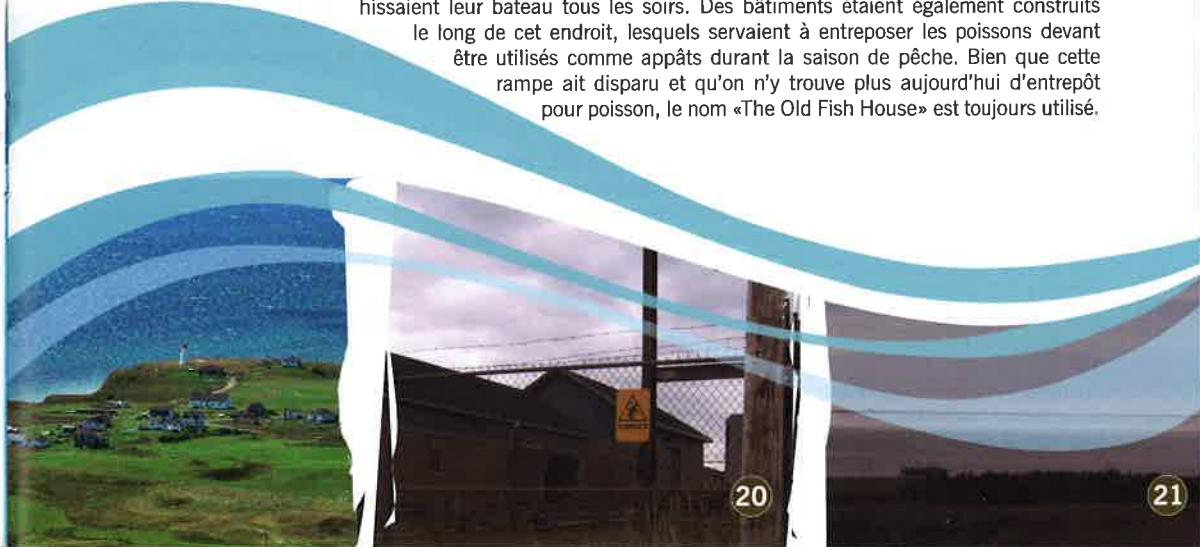 hissaient leur bateau tous les soirs. Des bâtiments étaient également construits
le long de cet endroit, lesquels servaient à entreposer les poissons devant
être utilisés comme appâts durant la saison de pêche. Bien que cette
rampe ait disparu et qu'on n'y trouve plus aujourd'hui d'entrepôt
pour poisson, le nom «The Old Fish House» est toujours utilisé.
20
21